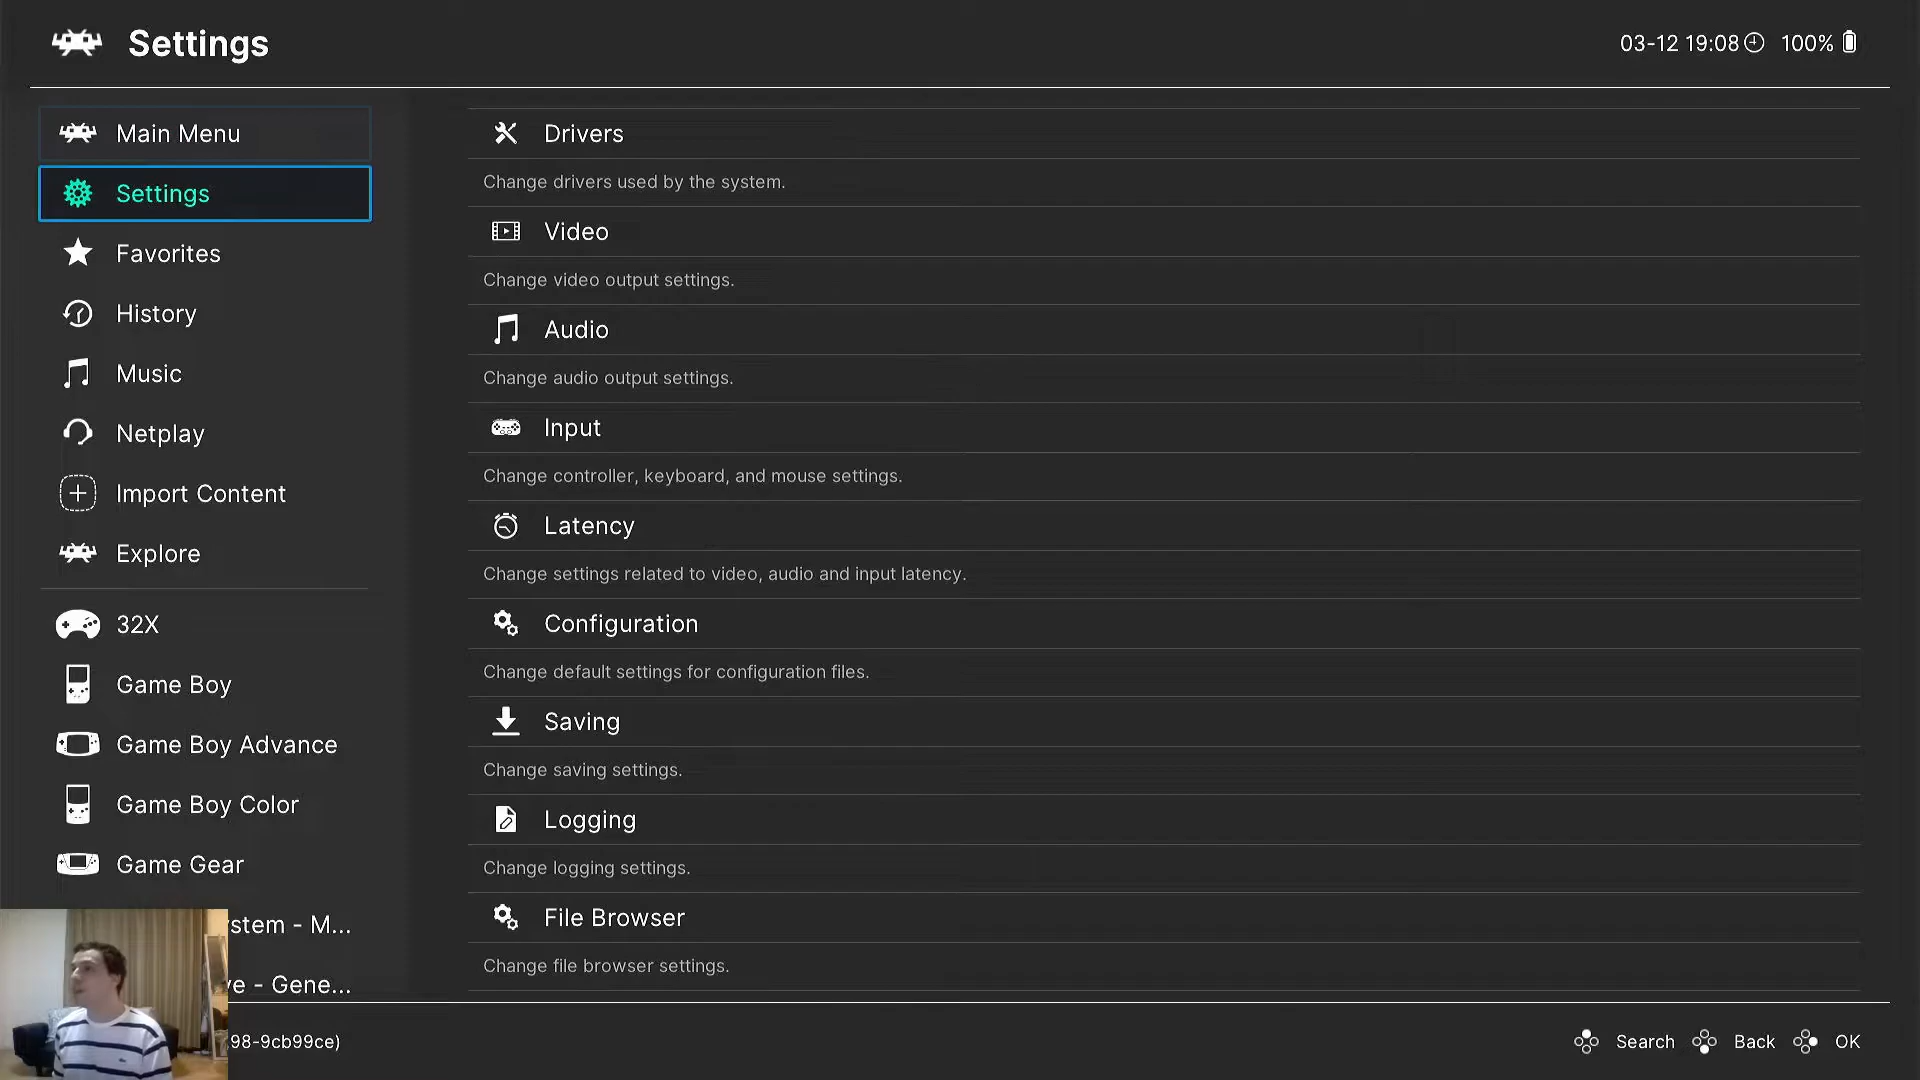 Settings
03-12 19:08 100%
Main Menu
Settings
Favorites
History
Music
Netplay
Import Content
Explore
32X
Game Boy
Game Boy Advance
Game Boy Color
Game Gear
stem - M...
ve - Gene...
Drivers
Change drivers used by the system.
Video
Change video output settings.
Audio
Change audio output settings.
Input
Change controller, keyboard, and mouse settings.
Latency
Change settings related to video, audio and input latency.
Configuration
Change default settings for configuration files.
Saving
Change saving settings.
Logging
Change logging settings.
File Browser
Change file browser settings.
98-9cb99ce)
Search Back OK